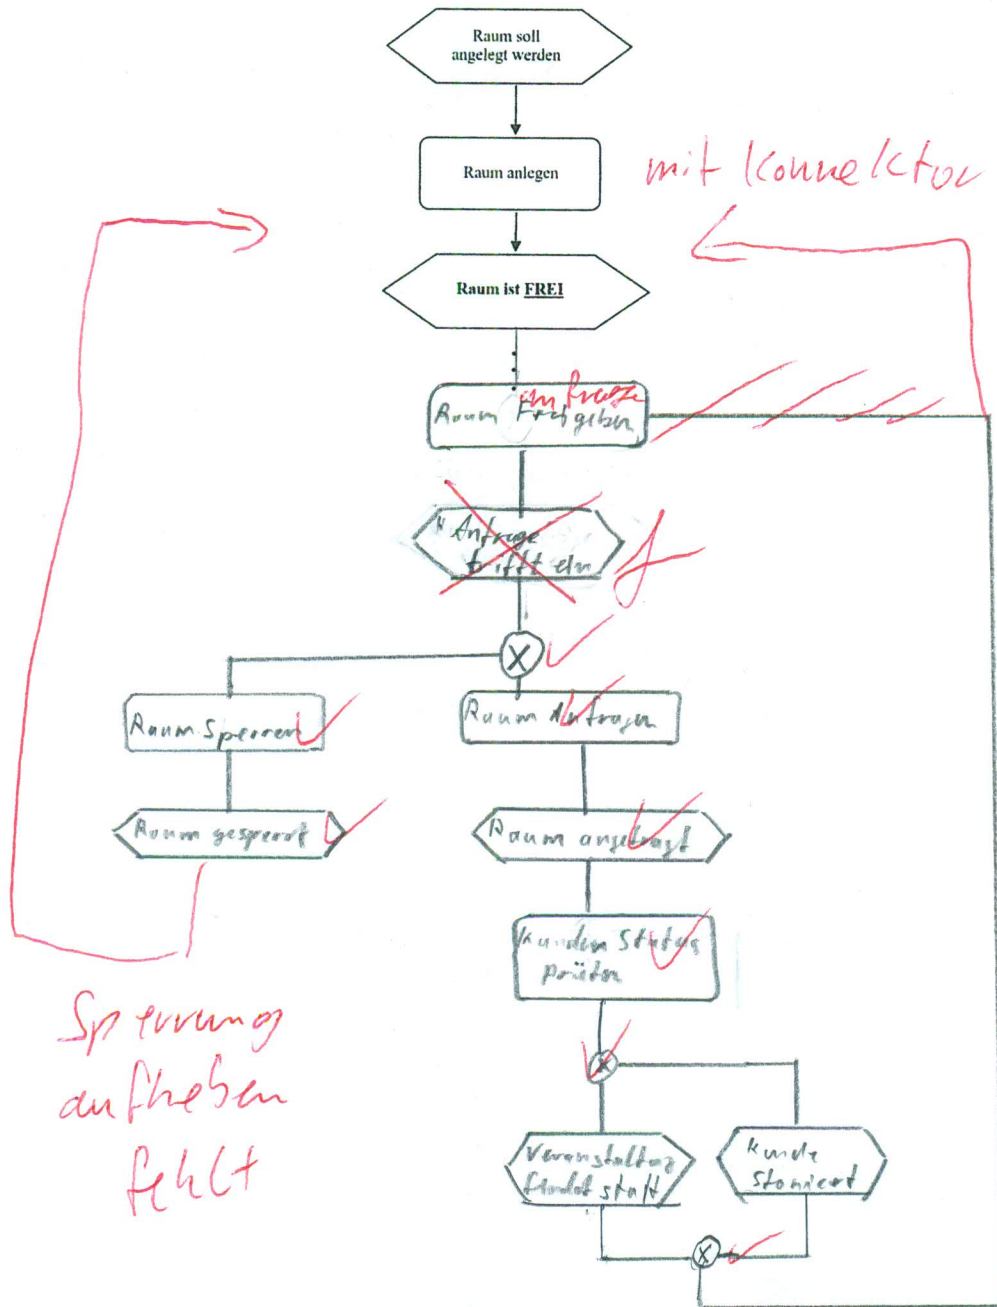 Raum soll
angelegt werden
Raum anlegen
mit Konnektor
Raum ist FREI
Raum Freigeben
anfrage
Anfrage
trifft ein
X
Raum Sperren
Raum Anfragen
Raum gesperrt
Raum angefragt
Kunden Status
prüfen
Sperrung
aufheben
fehlt
X
Veranstaltung
findet statt
Kunde
Storniert
X